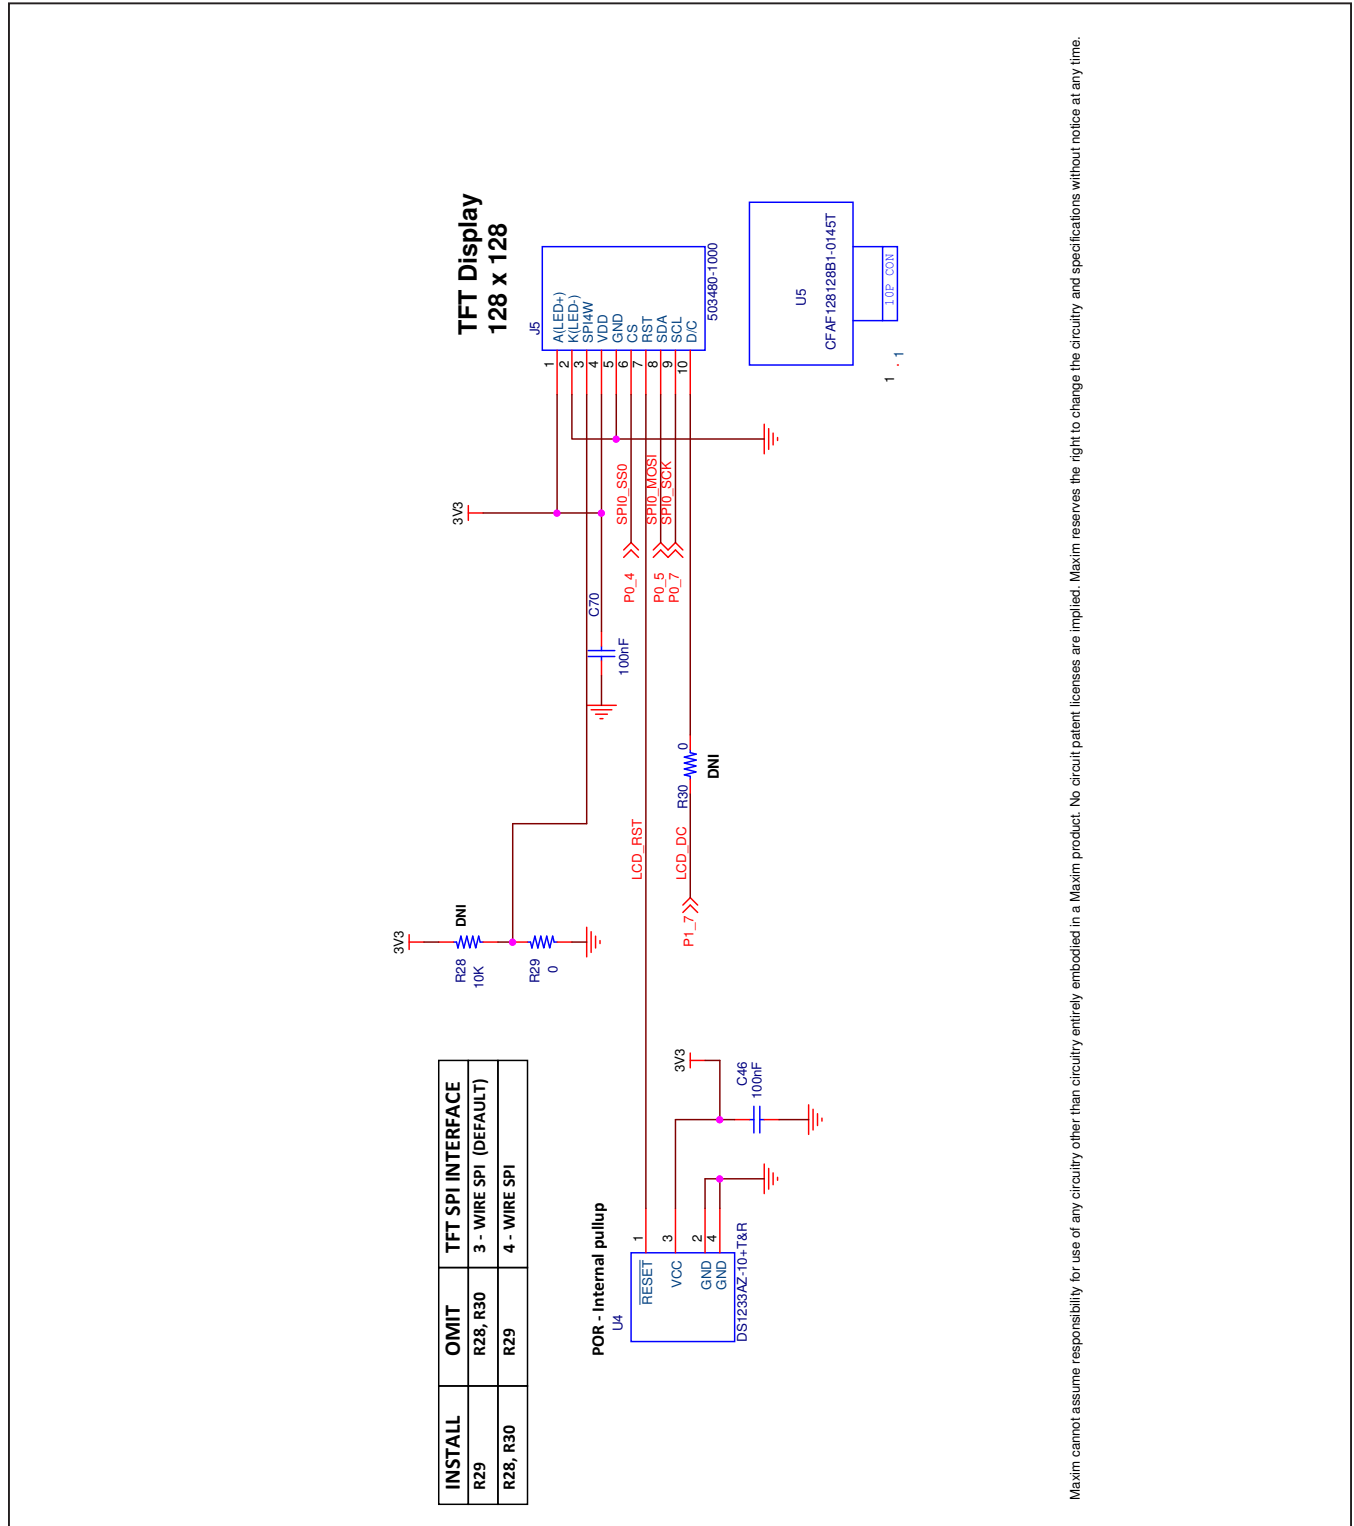 TFT Display
128 x 128
J5
A(LED+)
K(LED-)
SPI4W
VDD
GND
CS
RST
SDA
SCL
D/C
1
2
3
4
5
6
7
8
9
10
503480-1000
U5
CFAF128128B1-0145T
10P CON
1
1
3V3
C70
100nF
SPI0_SS0
SPI0_MOSI
SPI0_SCK
P0_4
P0_5
P0_7
LCD_RST
LCD_DC
R30
0
DNI
P1_7
3V3
R28
10K
DNI
R29
0
INSTALL OMIT TFT SPI INTERFACE
R29 R28, R30 3 - WIRE SPI (DEFAULT)
R28, R30 R29 4 - WIRE SPI
POR - Internal pullup
U4
RESET
VCC
GND
GND
1
3
2
4
DS1233AZ-10+T&R
3V3
C46
100nF
Maxim cannot assume responsibility for use of any circuitry other than circuitry entirely embodied in a Maxim product. No circuit patent licenses are implied. Maxim reserves the right to change the circuitry and specifications without notice at any time.